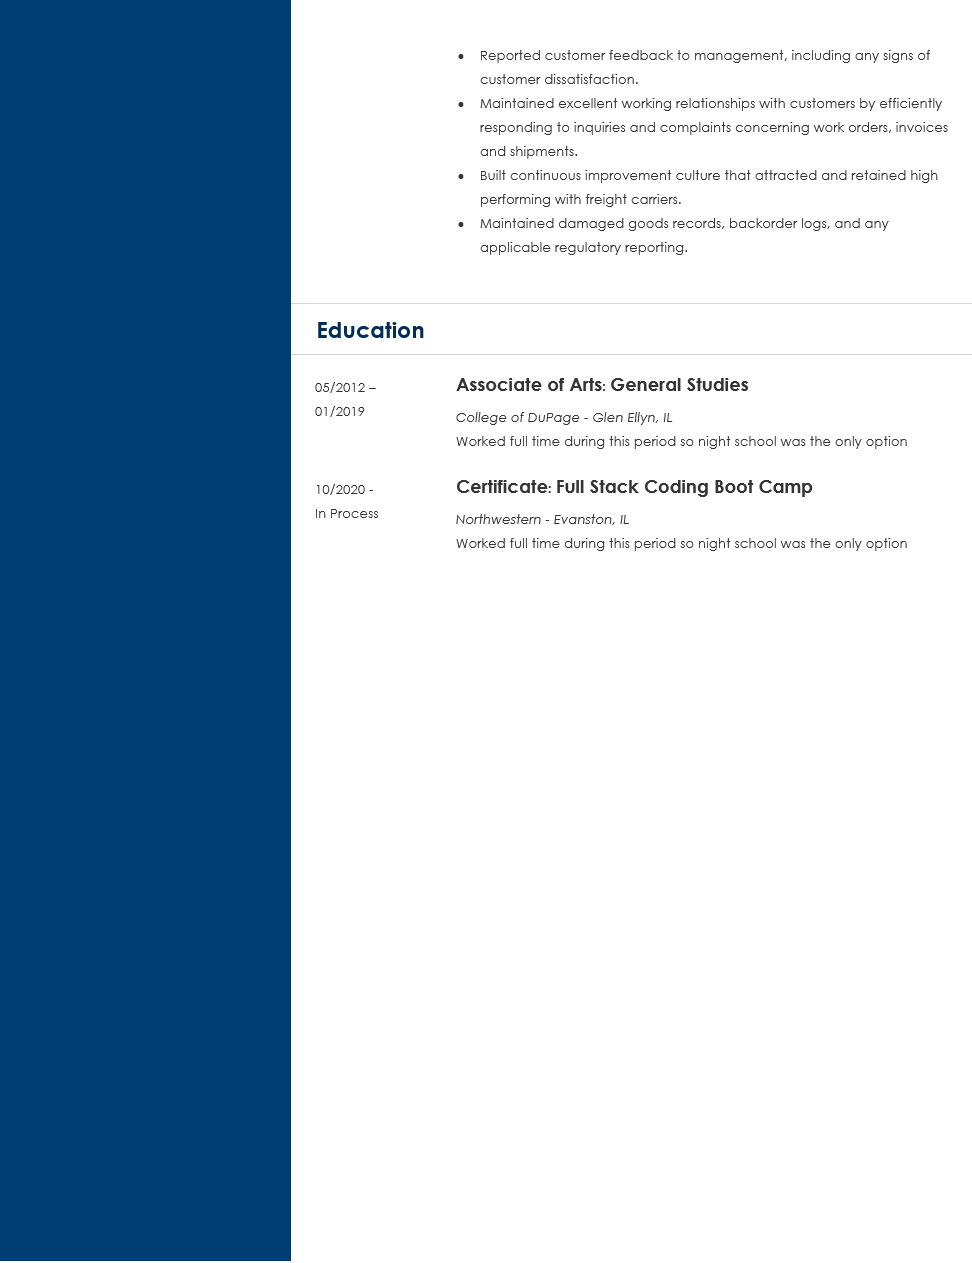 • Reported customer feedback to management, including any signs of
customer dissatisfaction.
• Maintained excellent working relationships with customers by efficiently
responding to inquiries and complaints concerning work orders, invoices
and shipments.
• Built continuous improvement culture that attracted and retained high
performing with freight carriers.
• Maintained damaged goods records, backorder logs, and any
applicable regulatory reporting.
Education
05/2012 –
01/2019
Associate of Arts: General Studies
College of DuPage - Glen Ellyn, IL
Worked full time during this period so night school was the only option
10/2020 -
In Process
Certificate: Full Stack Coding Boot Camp
Northwestern - Evanston, IL
Worked full time during this period so night school was the only option